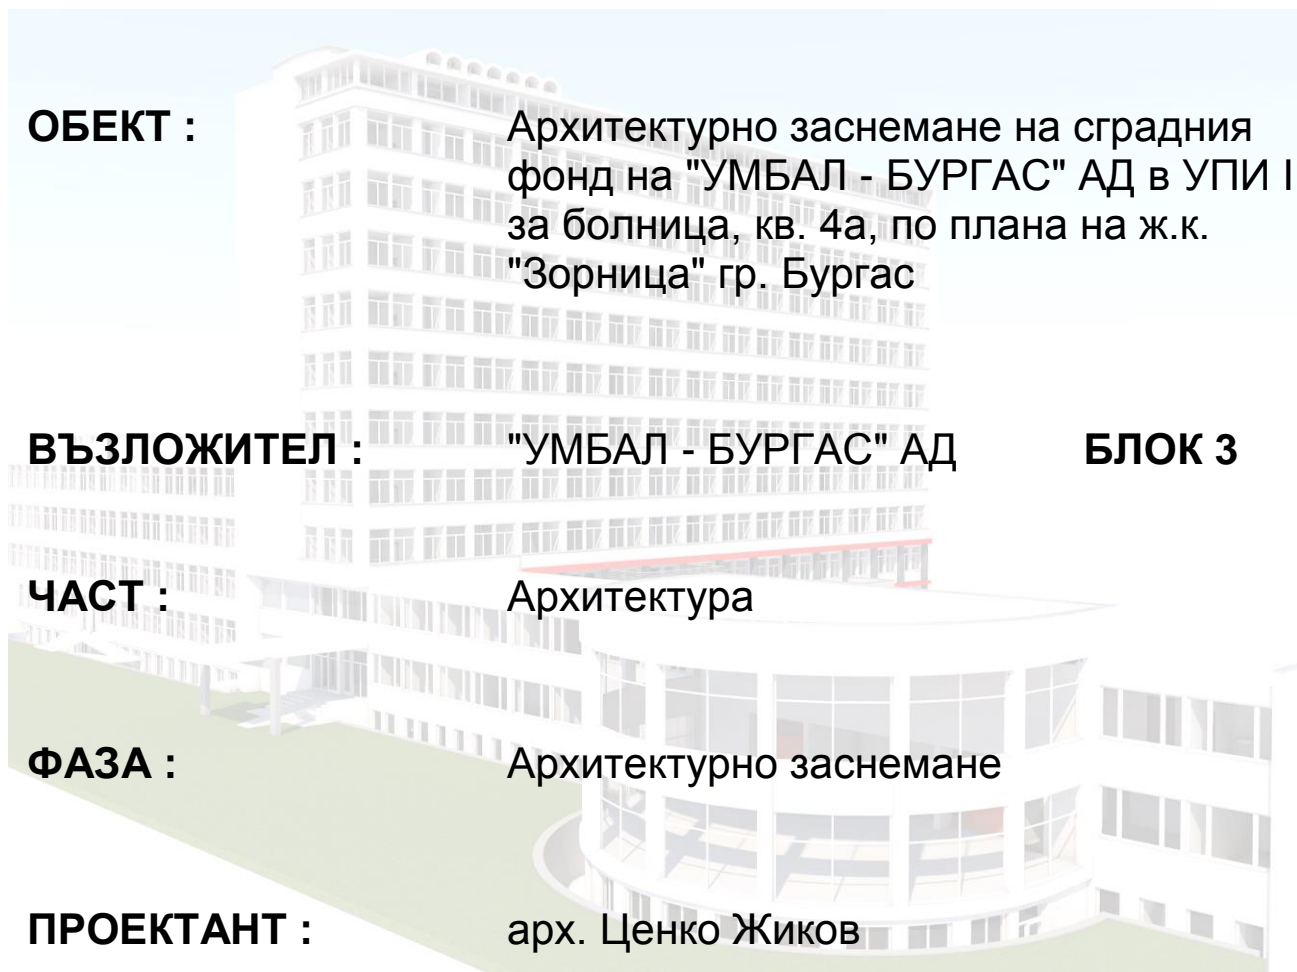 ОБЕКТ : Архитектурно заснемане на сградния
фонд на "УМБАЛ - БУРГАС" АД в УПИ I
за болница, кв. 4а, по плана на ж.к.
"Зорница" гр. Бургас
ВЪЗЛОЖИТЕЛ : "УМБАЛ - БУРГАС" АД БЛОК 3
ЧАСТ : Архитектура
ФАЗА : Архитектурно заснемане
ПРОЕКТАНТ : арх. Ценко Жиков